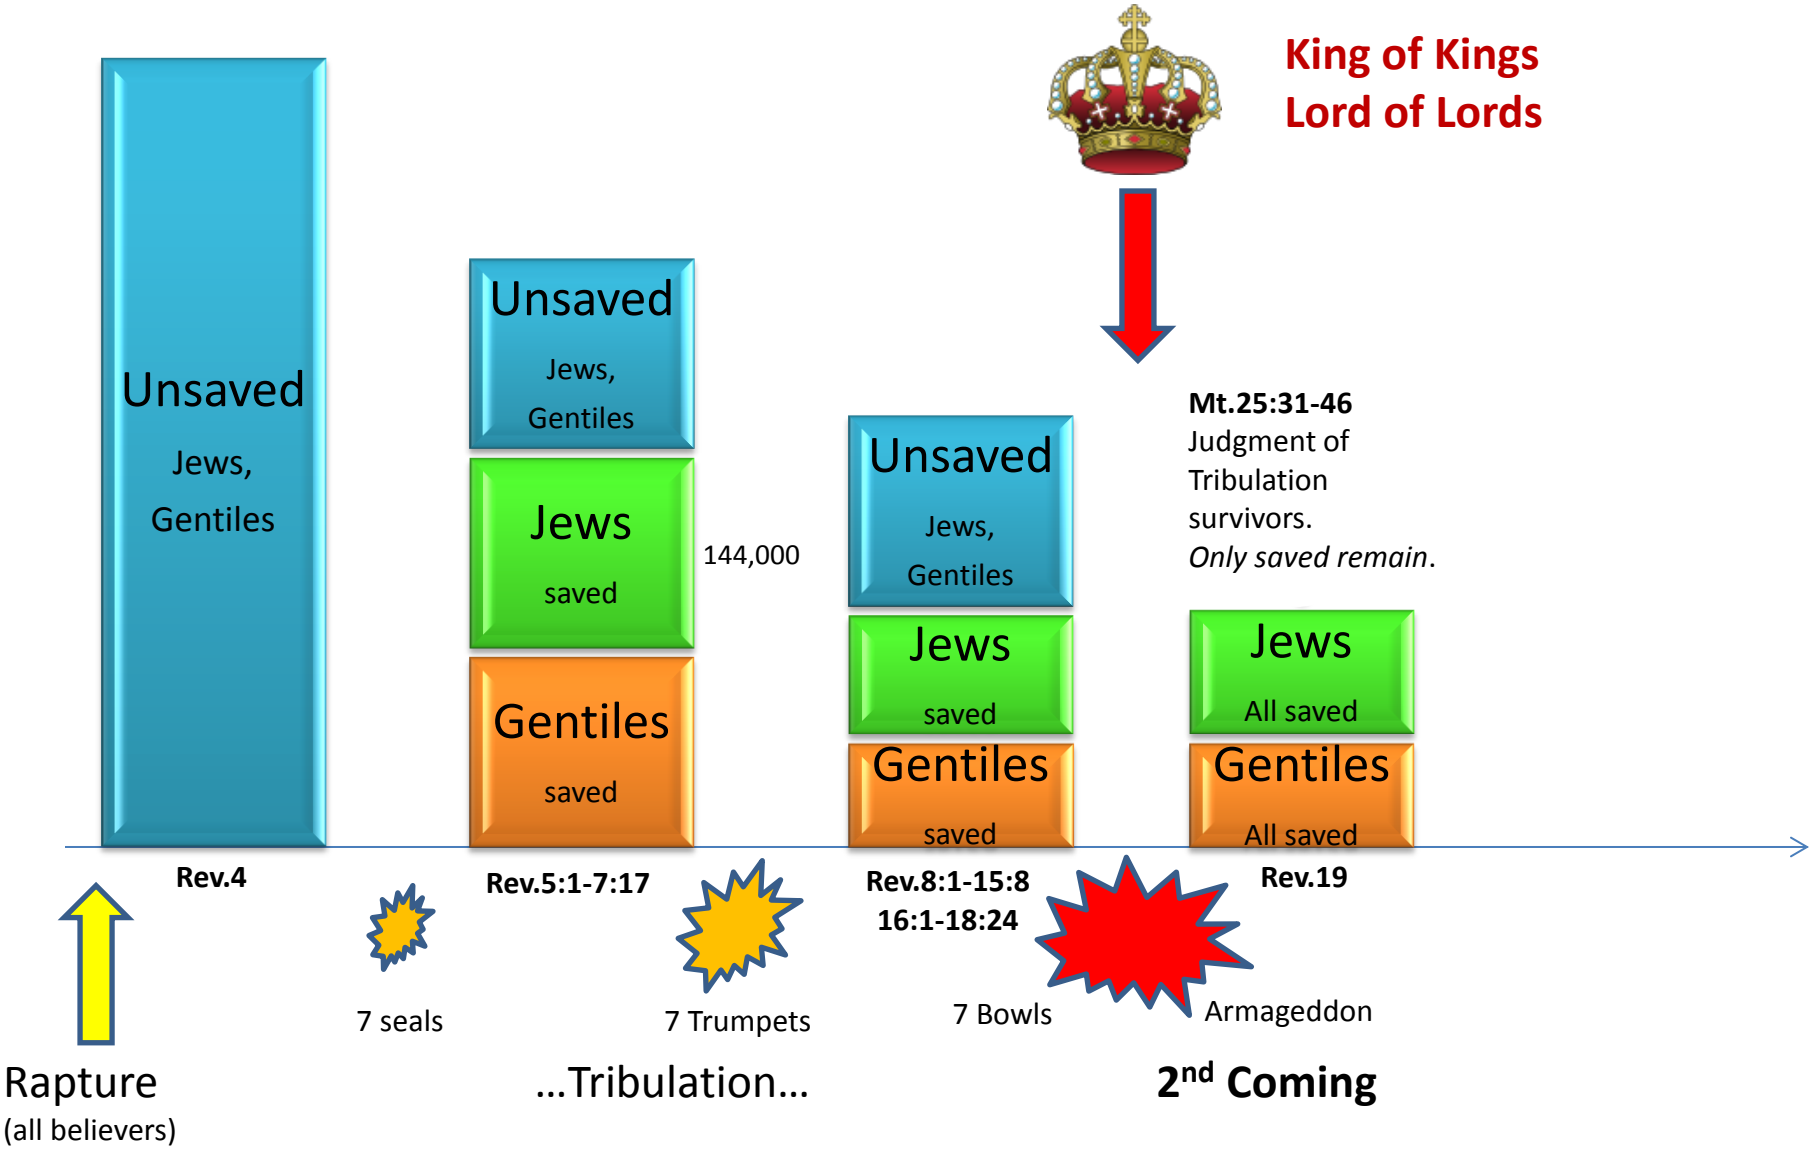 King of Kings
Lord of Lords
Unsaved
Jews,
Gentiles
Unsaved
Jews,
Gentiles
Jews
saved
144,000
Gentiles
saved
Unsaved
Jews,
Gentiles
Jews
saved
Gentiles
saved
Mt.25:31-46
Judgment of
Tribulation
survivors.
Only saved remain.
Jews
All saved
Gentiles
All saved
Rev.4
Rev.5:1-7:17
Rev.8:1-15:8
16:1-18:24
Rev.19
7 seals
7 Trumpets
7 Bowls
Armageddon
Rapture
(all believers)
...Tribulation...
2nd Coming